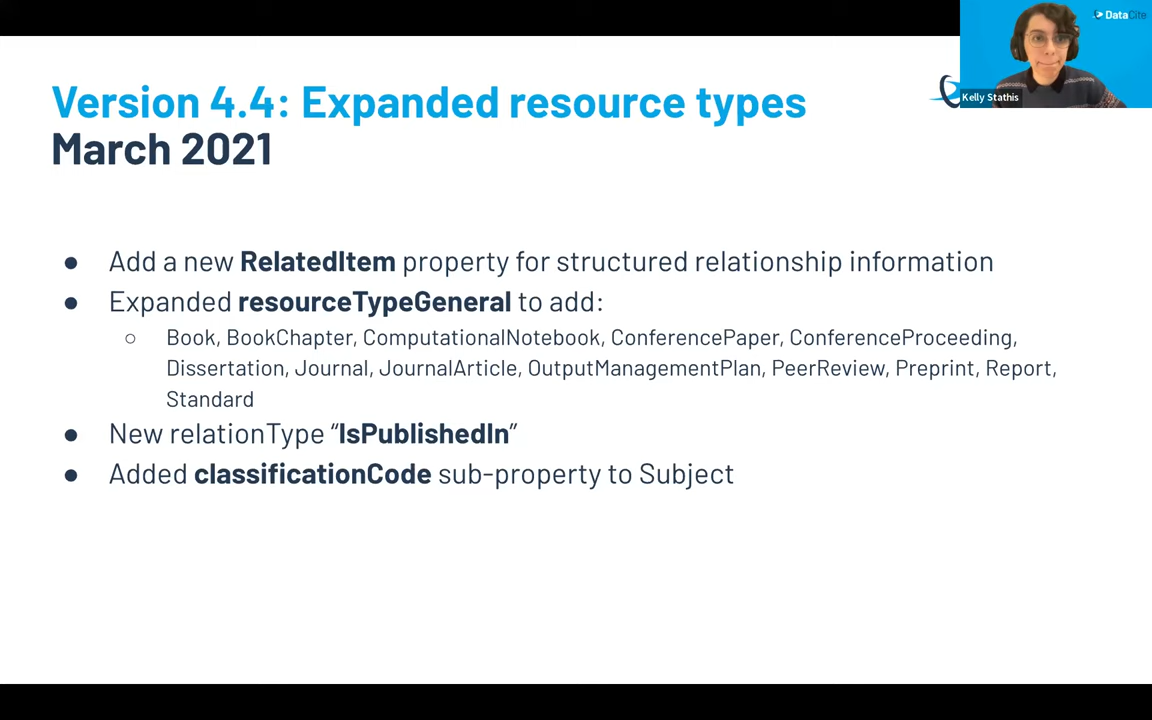 DataCite
Kelly Stathis
Version 4.4: Expanded resource types
March 2021
● Add a new RelatedItem property for structured relationship information
● Expanded resourceTypeGeneral to add:
○ Book, BookChapter, ComputationalNotebook, ConferencePaper, ConferenceProceeding,
Dissertation, Journal, JournalArticle, OutputManagementPlan, PeerReview, Preprint, Report,
Standard
● New relationType “IsPublishedIn”
● Added classificationCode sub-property to Subject